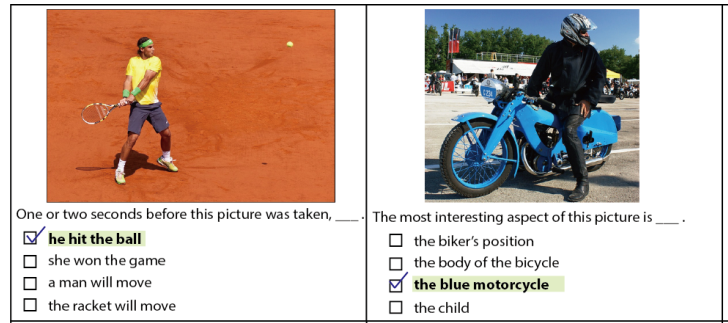 One or two seconds before this picture was taken, ___ .
he hit the ball
she won the game
a man will move
the racket will move
The most interesting aspect of this picture is ___ .
the biker's position
the body of the bicycle
the blue motorcycle
the child